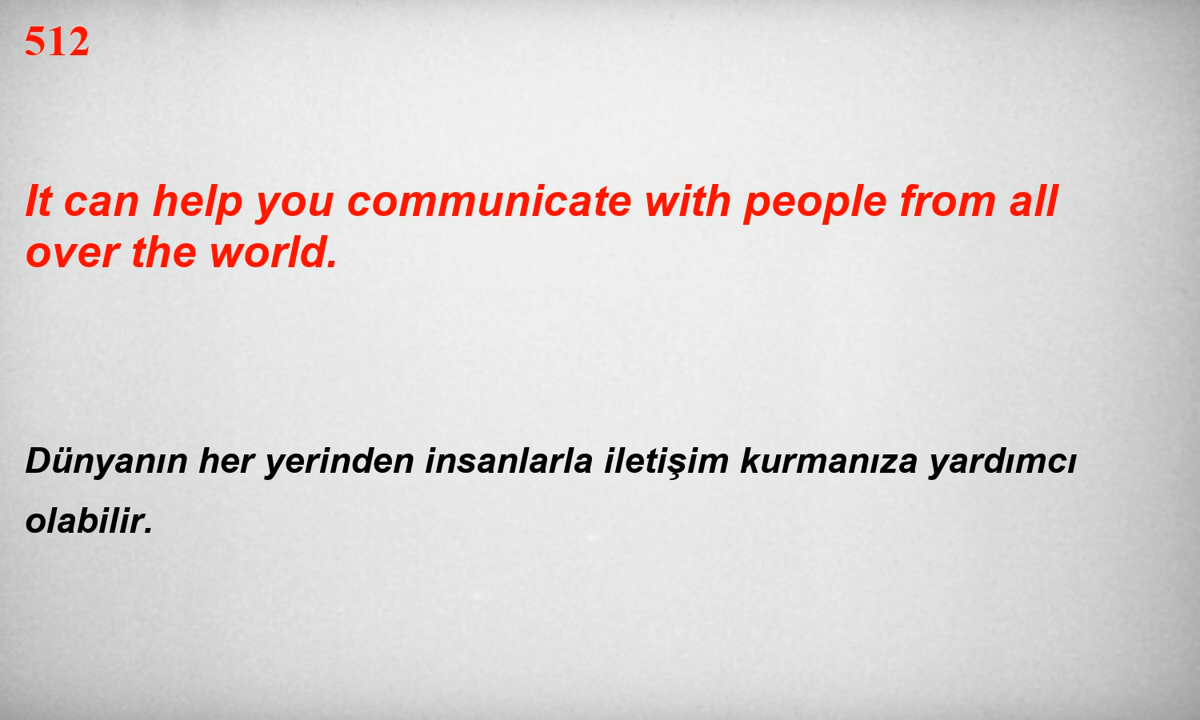 512
It can help you communicate with people from all
over the world.
Dünyanın her yerinden insanlarla iletişim kurmanıza yardımcı
olabilir.